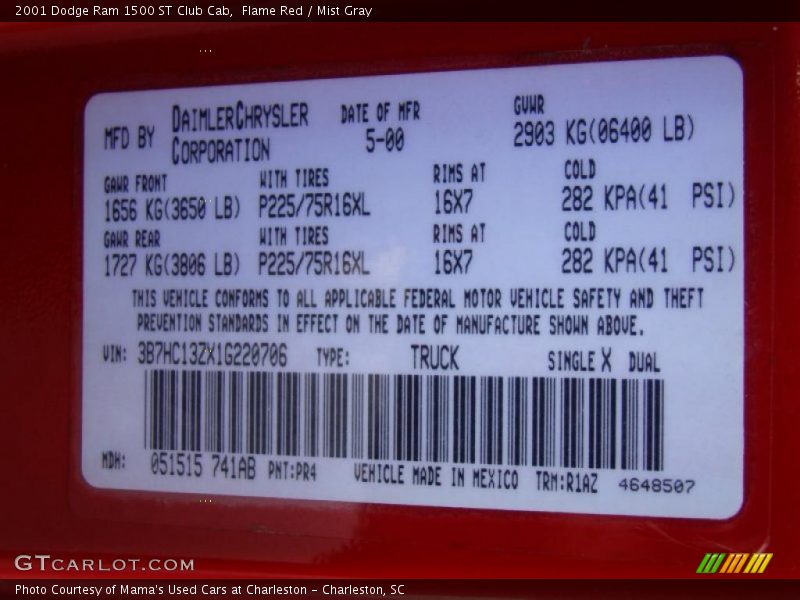 2001 Dodge Ram 1500 ST Club Cab, Flame Red / Mist Gray
MFD BY DAIMLERCHRYSLER CORPORATION
DATE OF MFR 5-00
GVWR 2903 KG(06400 LB)
GAWR FRONT WITH TIRES RIMS AT COLD
1656 KG(3650 LB) P225/75R16XL 16X7 282 KPA(41 PSI)
GAWR REAR WITH TIRES RIMS AT COLD
1727 KG(3806 LB) P225/75R16XL 16X7 282 KPA(41 PSI)
THIS VEHICLE CONFORMS TO ALL APPLICABLE FEDERAL MOTOR VEHICLE SAFETY AND THEFT
PREVENTION STANDARDS IN EFFECT ON THE DATE OF MANUFACTURE SHOWN ABOVE.
VIN: 3B7HC13ZX1G220706 TYPE: TRUCK SINGLE X DUAL
MDH: 051515 741AB PNT:PR4 VEHICLE MADE IN MEXICO TRM:R1AZ 4648507
GTCARLOT.COM
Photo Courtesy of Mama's Used Cars at Charleston - Charleston, SC